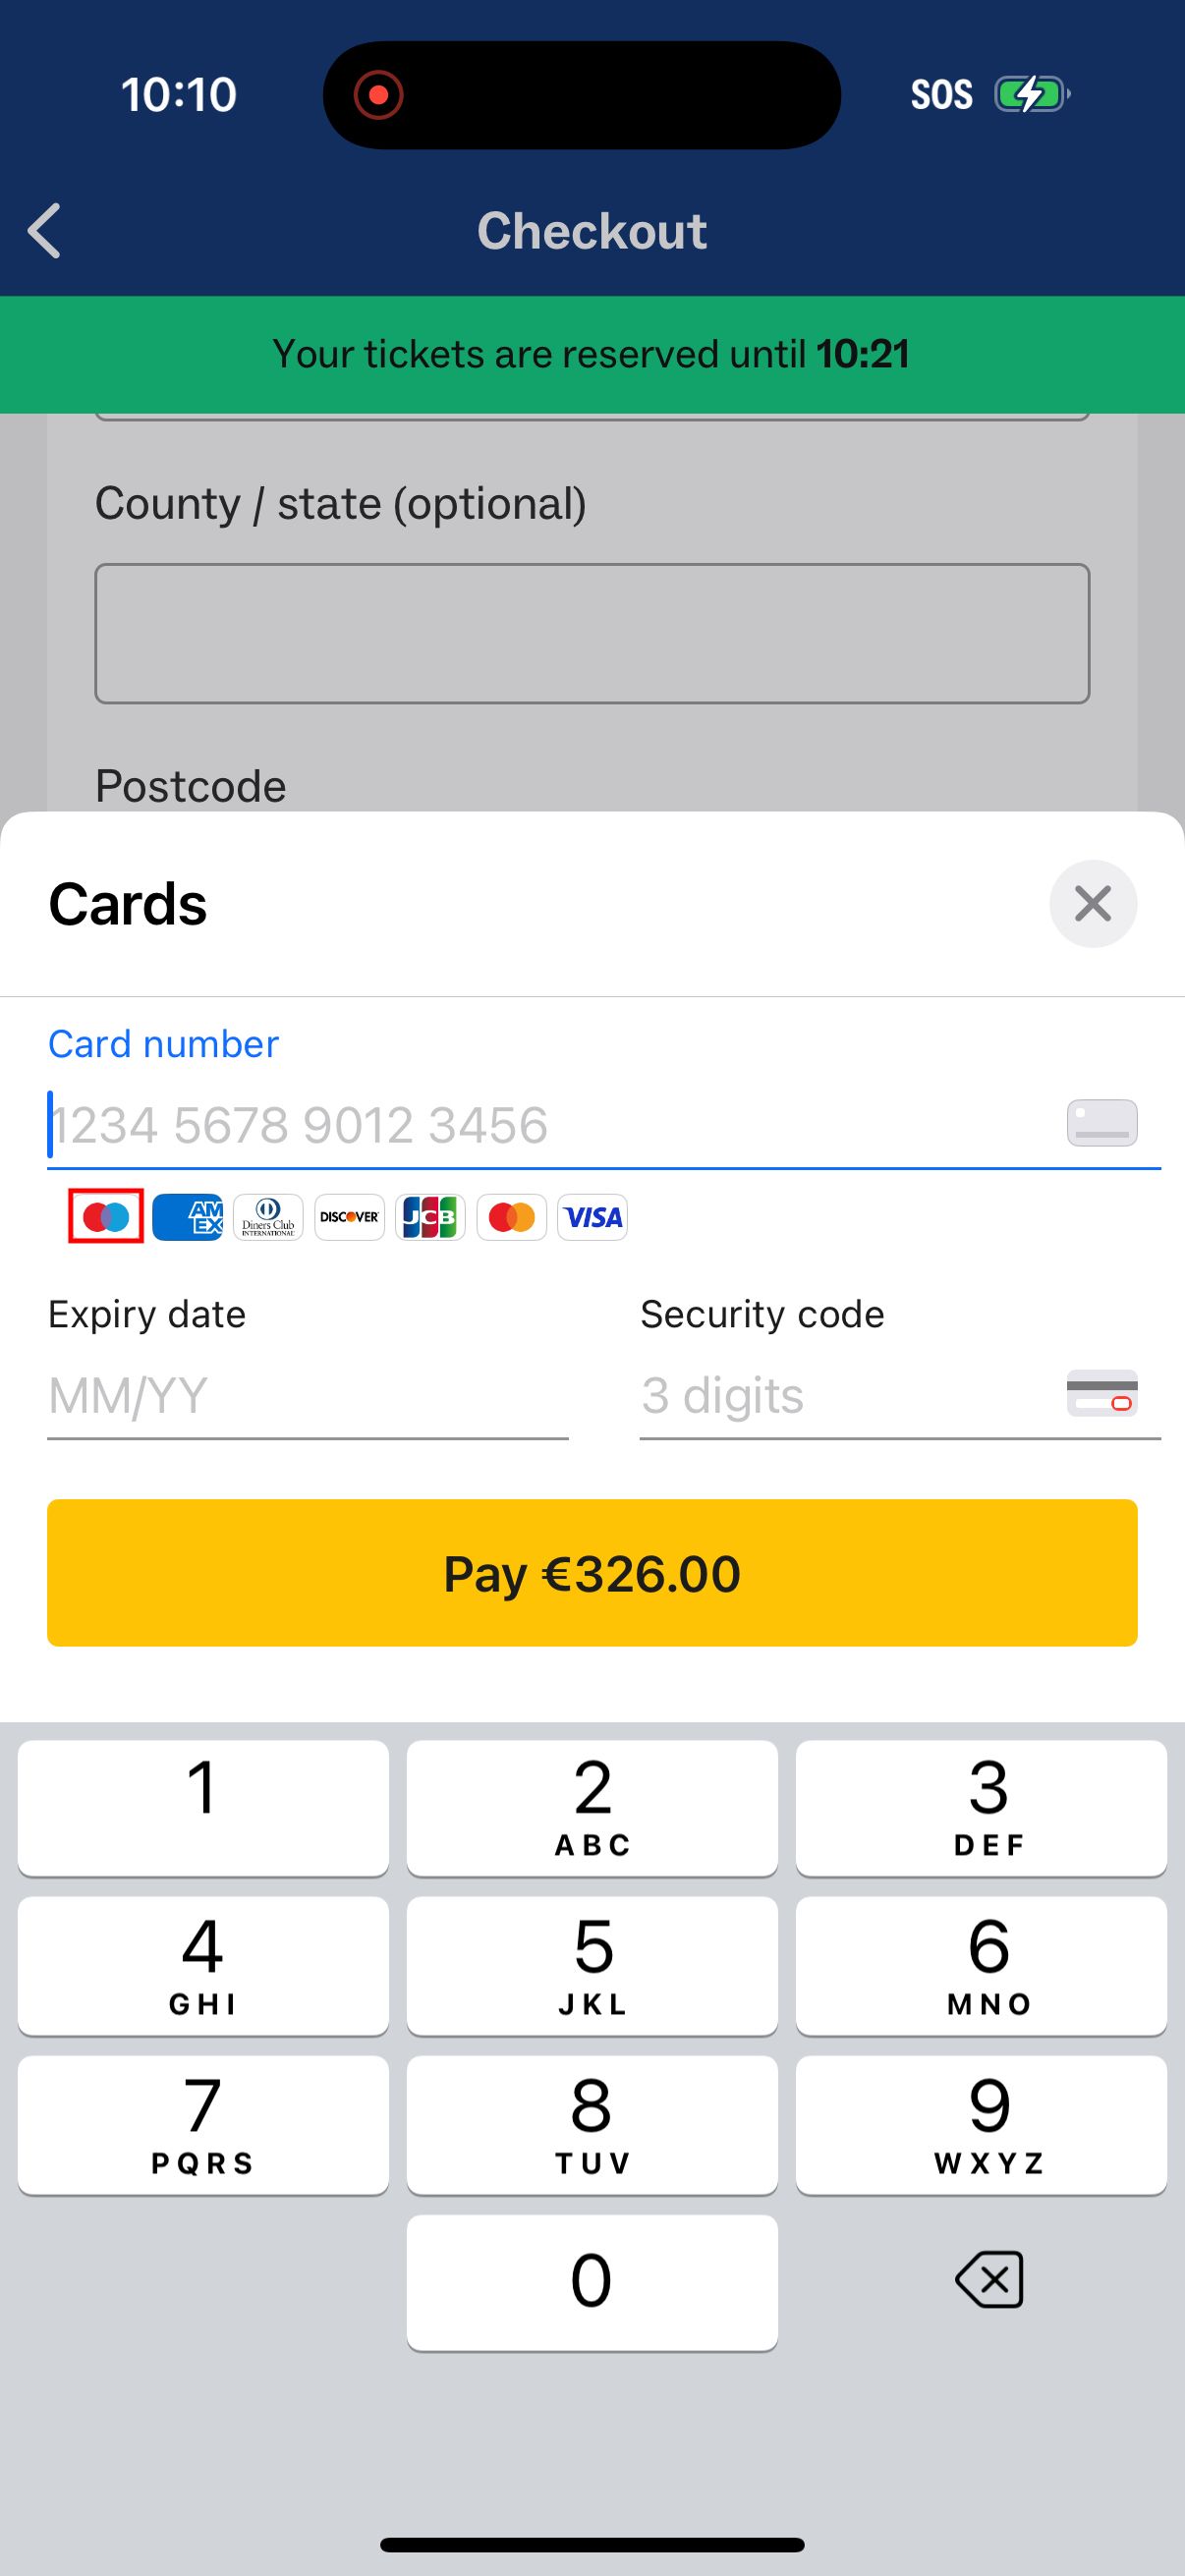 10:10
SOS
Checkout
Your tickets are reserved until 10:21
County / state (optional)
Postcode
Cards
Card number
1234 5678 9012 3456
AM
EX
Diners Club
INTERNATIONAL
DISCOVER
JCB
VISA
Expiry date
Security code
MM/YY
3 digits
Pay €326.00
1
2
3
ABC
DEF
4
5
6
GHI
JKL
MNO
7
8
9
PQRS
TUV
WXYZ
0